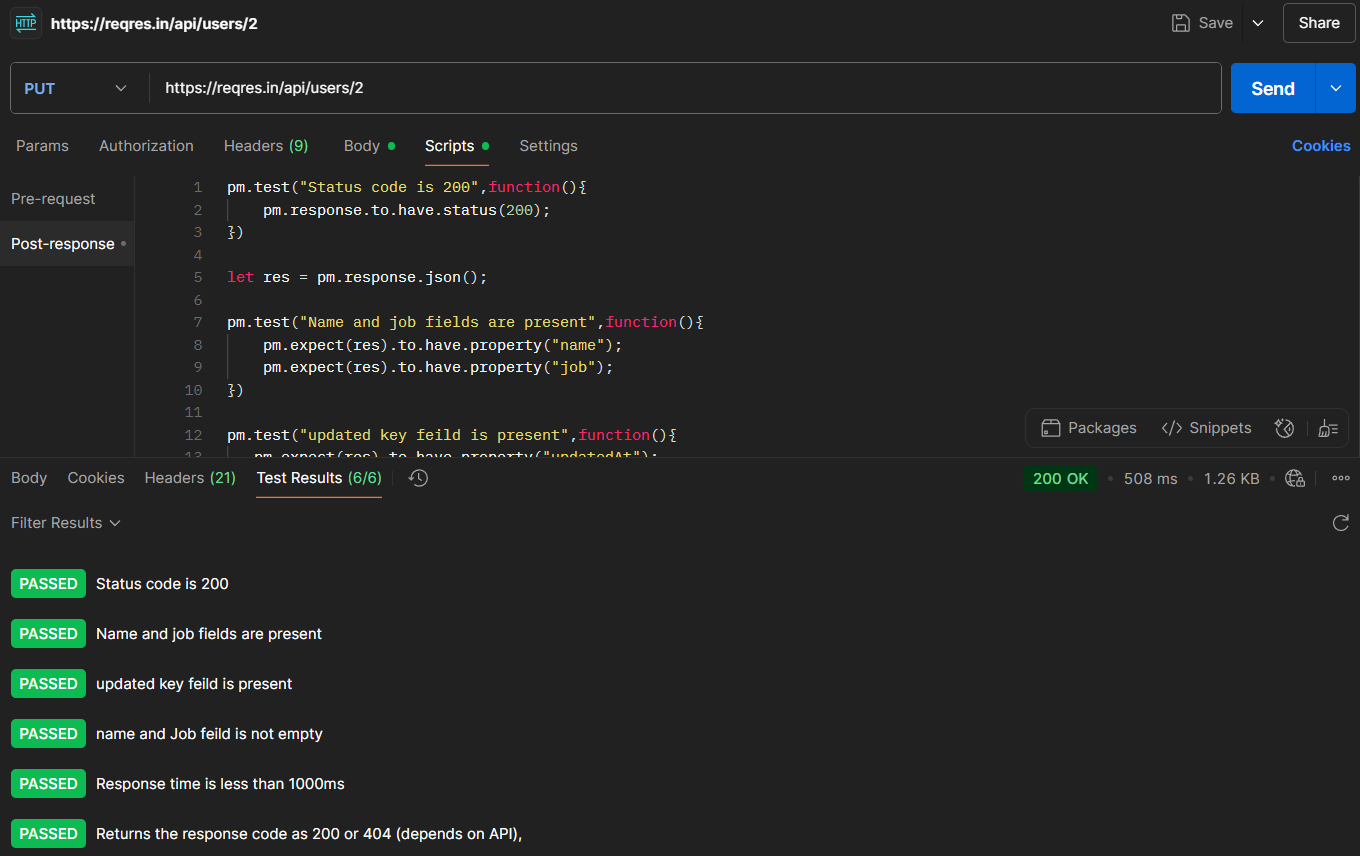 HTTP https://reqres.in/api/users/2 Save Share
PUT https://reqres.in/api/users/2 Send
Params Authorization Headers (9) Body Scripts Settings Cookies
Pre-request
Post-response
1 pm.test("Status code is 200",function(){
2 pm.response.to.have.status(200);
3 })
4
5 let res = pm.response.json();
6
7 pm.test("Name and job fields are present",function(){
8 pm.expect(res).to.have.property("name");
9 pm.expect(res).to.have.property("job");
10 })
11
12 pm.test("updated key feild is present",function(){
13 pm.expect(res).to.have.property("updatedAt");
Packages </> Snippets
Body Cookies Headers (21) Test Results (6/6) 200 OK 508 ms 1.26 KB
Filter Results
PASSED Status code is 200
PASSED Name and job fields are present
PASSED updated key feild is present
PASSED name and Job feild is not empty
PASSED Response time is less than 1000ms
PASSED Returns the response code as 200 or 404 (depends on API),